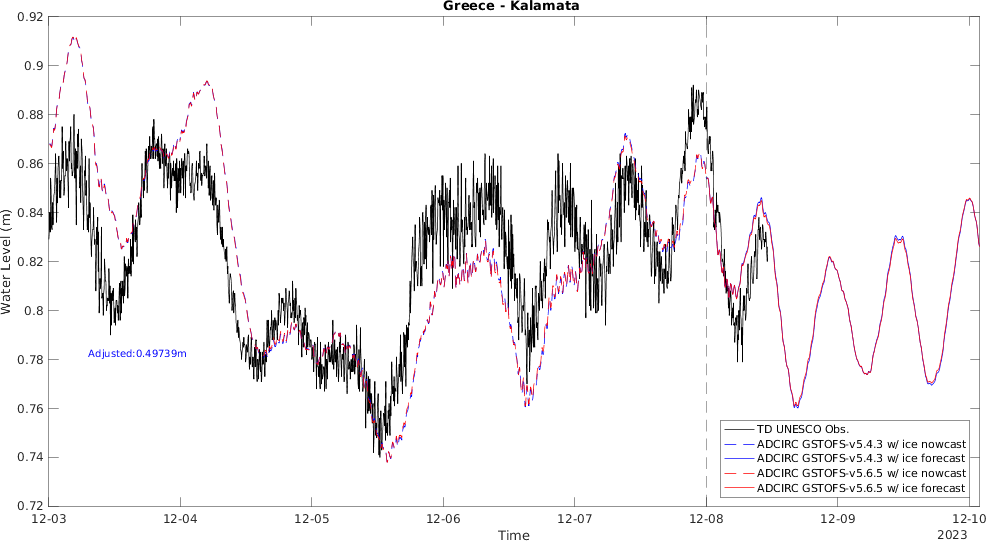 Greece - Kalamata
0.92
0.9
0.88
0.86
0.84
0.82
0.8
0.78
0.76
0.74
0.72
Water Level (m)
Adjusted:0.49739m
TD UNESCO Obs.
ADCIRC GSTOFS-v5.4.3 w/ ice nowcast
ADCIRC GSTOFS-v5.4.3 w/ ice forecast
ADCIRC GSTOFS-v5.6.5 w/ ice nowcast
ADCIRC GSTOFS-v5.6.5 w/ ice forecast
12-03 12-04 12-05 12-06 12-07 12-08 12-09 12-10
Time
2023